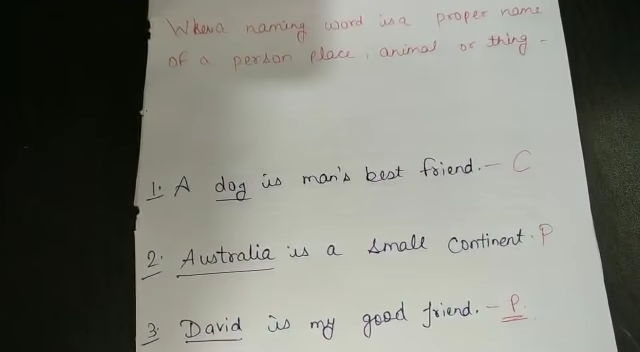 When a naming word is a proper name
of a person place, animal or thing -
1. A dog is man's best friend. - C
2. Australia is a small continent. P
3. David is my good friend. - P.